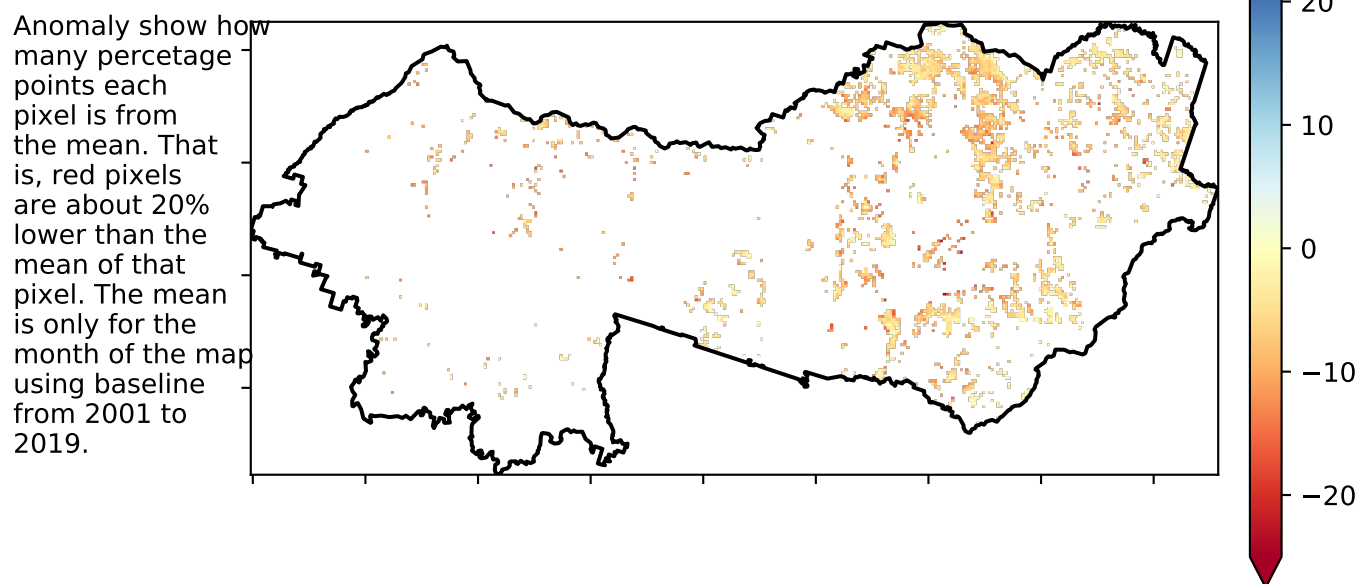 Anomaly show how
many percetage
points each
pixel is from
the mean. That
is, red pixels
are about 20%
lower than the
mean of that
pixel. The mean
is only for the
month of the map
using baseline
from 2001 to
2019.
20
10
0
−10
−20